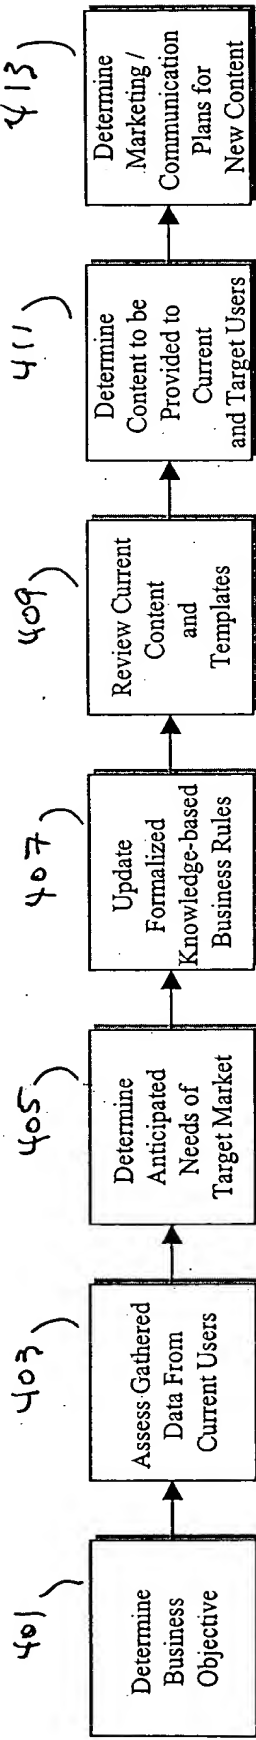 401
Determine
Business
Objective
403
Assess Gathered
Data From
Current Users
405
Determine
Anticipated
Needs of
Target Market
407
Update
Formalized
Knowledge-based
Business Rules
409
Review Current
Content
and
Templates
411
Determine
Content to be
Provided to
Current
and Target Users
413
Determine
Marketing /
Communication
Plans for
New Content